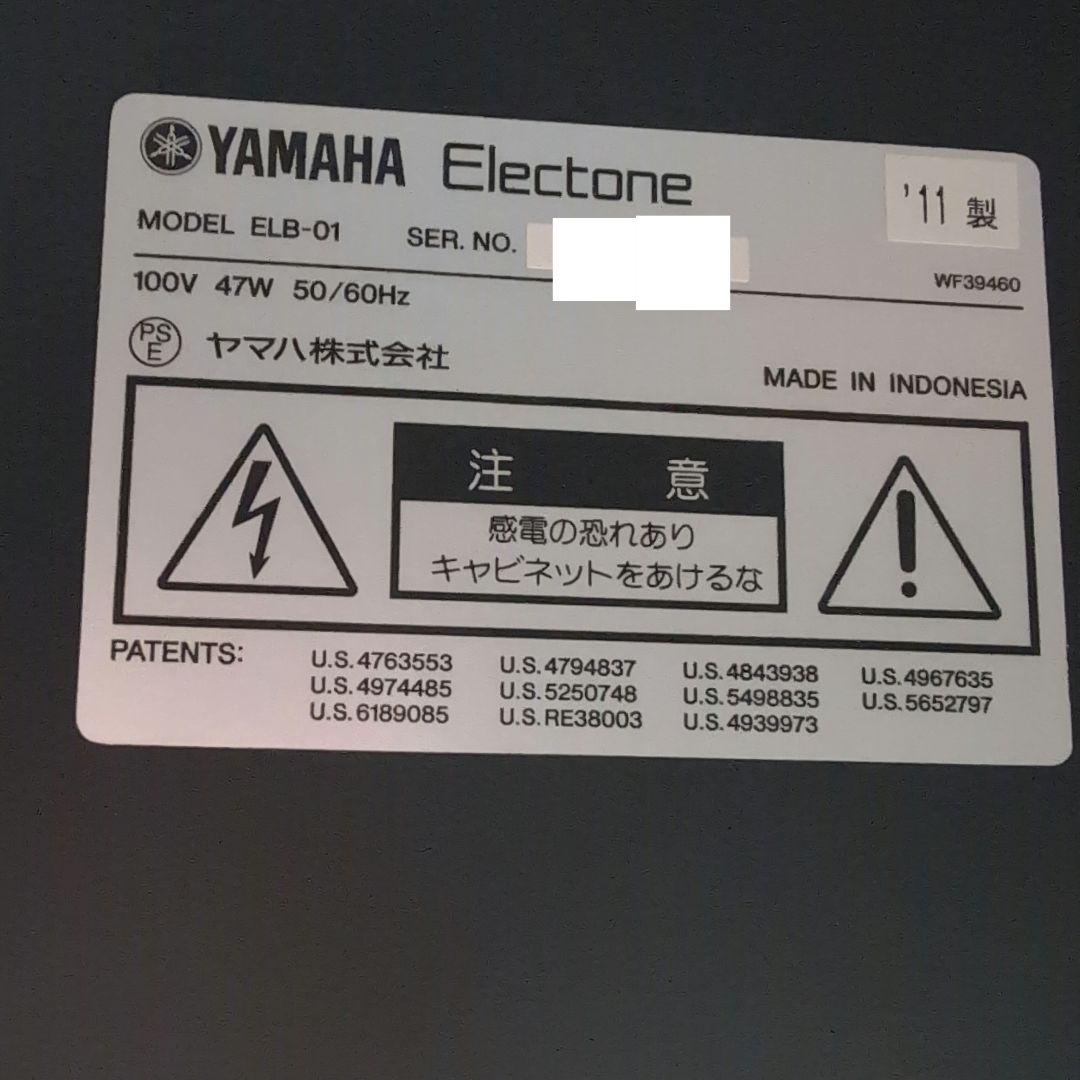 YAMAHA Electone
'11 製
MODEL ELB-01 SER. NO.
WF39460
100V 47W 50/60Hz
PS E ヤマハ株式会社
MADE IN INDONESIA
注意
感電の恐れあり
キャビネットをあけるな
PATENTS: U.S.4763553 U.S.4794837 U.S.4843938 U.S.4967635
U.S.4974485 U.S.5250748 U.S.5498835 U.S.5652797
U.S.6189085 U.S.RE38003 U.S.4939973